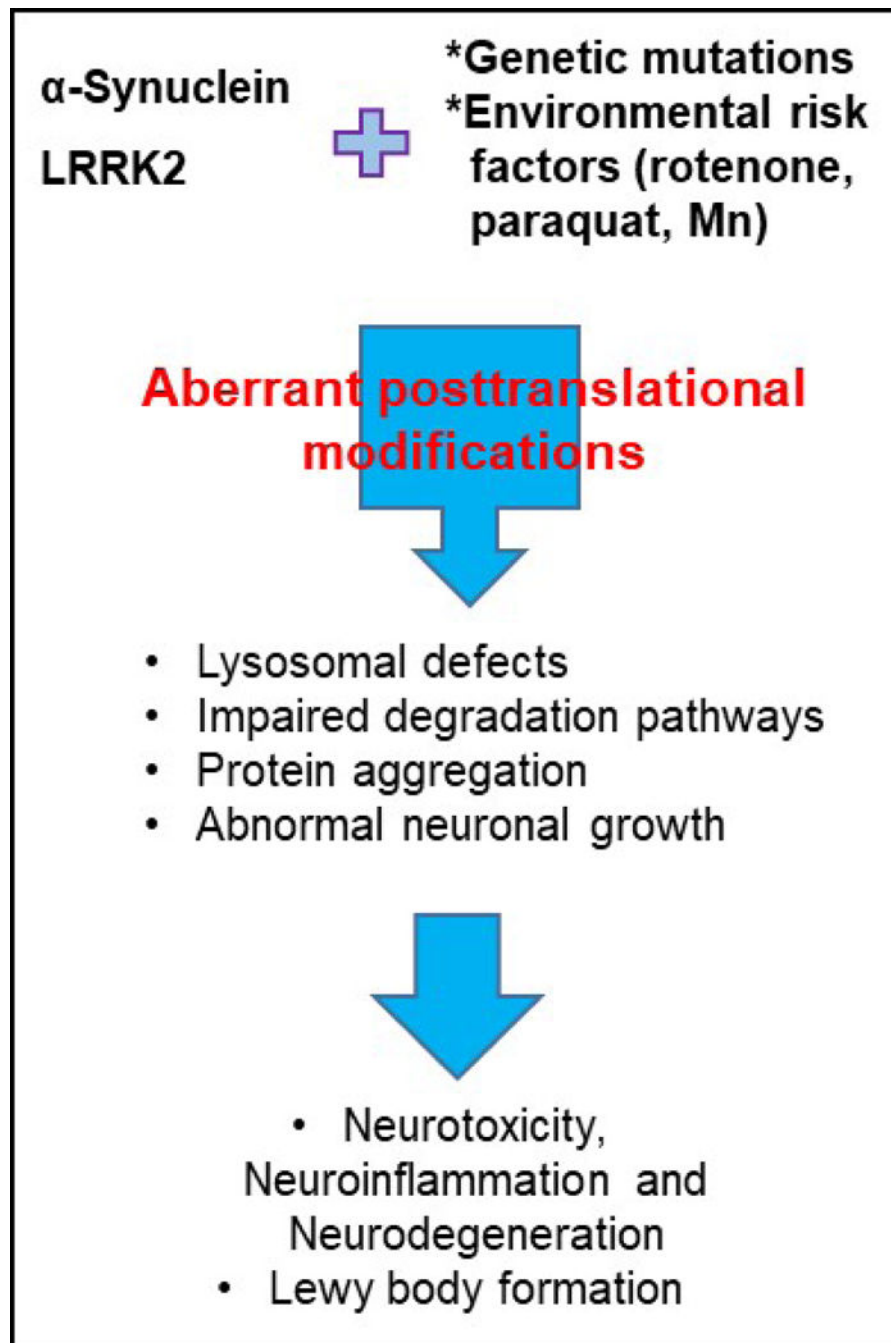 α-Synuclein
LRRK2
*Genetic mutations
*Environmental risk
factors (rotenone,
paraquat, Mn)
Aberrant posttranslational
modifications
• Lysosomal defects
• Impaired degradation pathways
• Protein aggregation
• Abnormal neuronal growth
• Neurotoxicity,
Neuroinflammation and
Neurodegeneration
• Lewy body formation